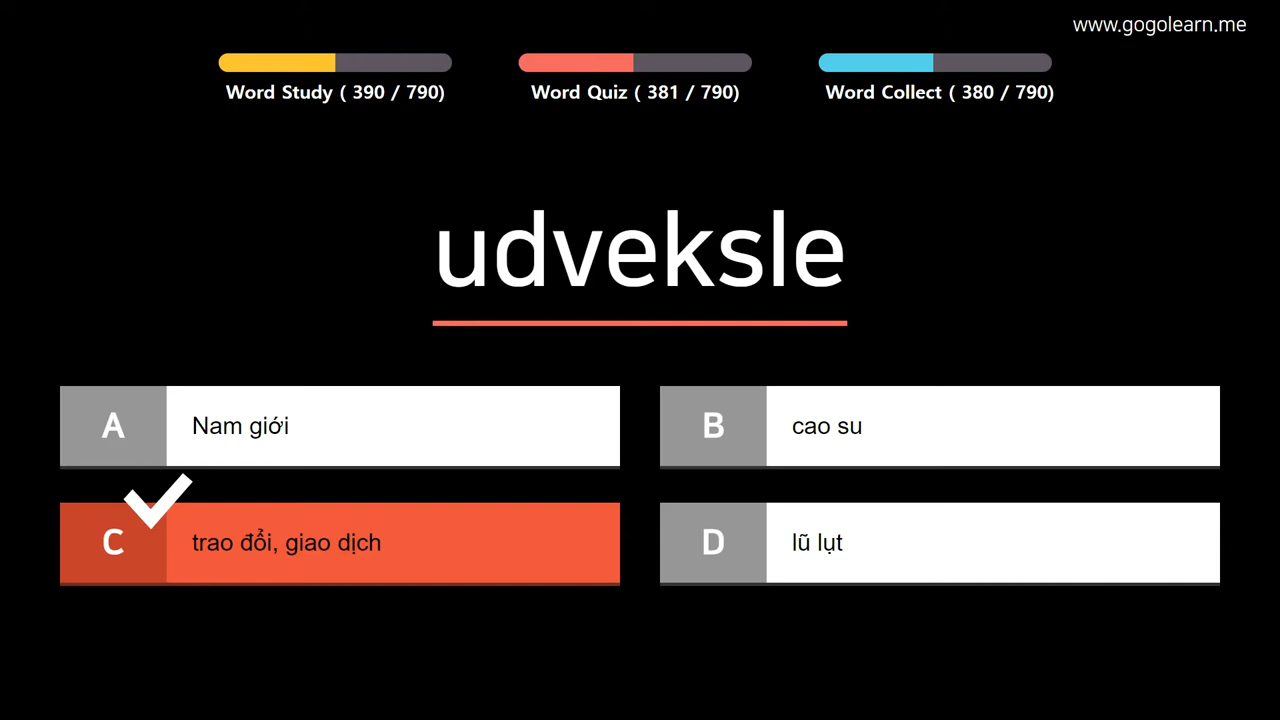 www.gogolearn.me
Word Study ( 390 / 790)
Word Quiz ( 381 / 790)
Word Collect ( 380 / 790)
udveksle
A
Nam giới
B
cao su
C
trao đổi, giao dịch
D
lũ lụt